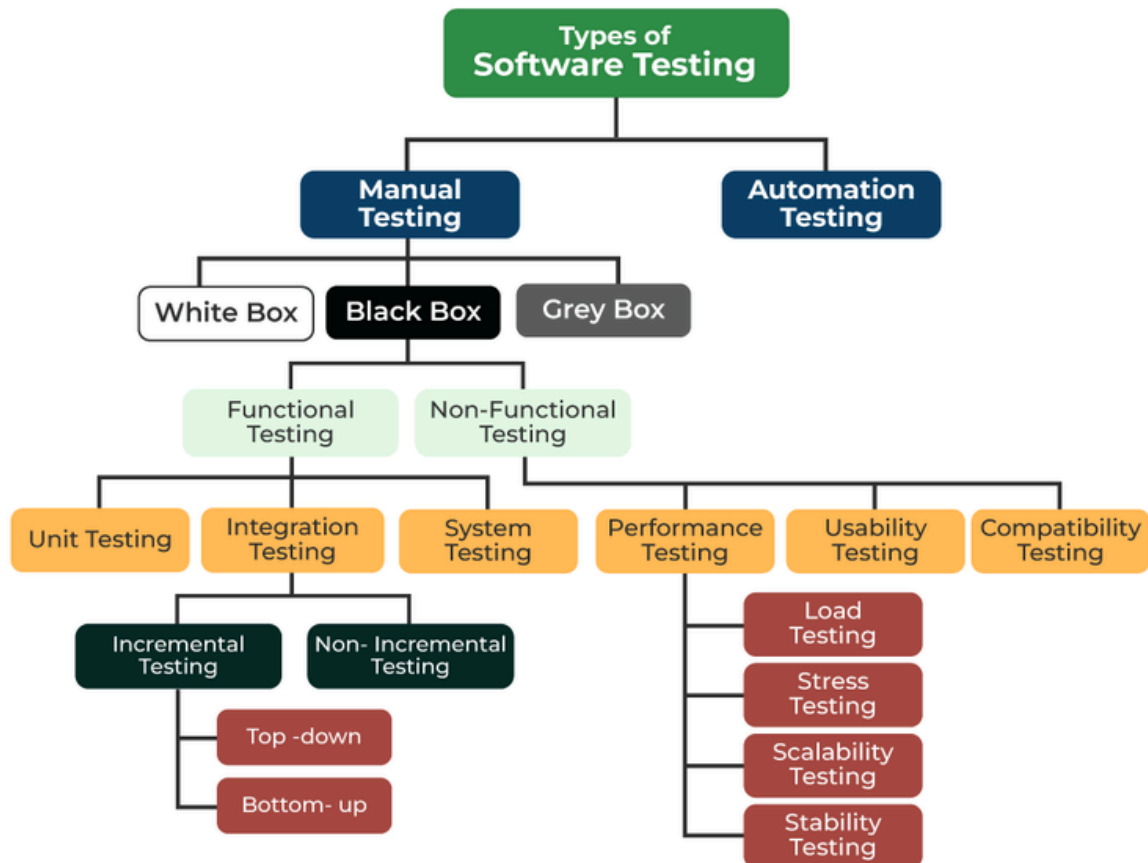 Types of
Software Testing
Manual
Testing
Automation
Testing
White Box
Black Box
Grey Box
Functional
Testing
Non-Functional
Testing
Unit Testing
Integration
Testing
System
Testing
Performance
Testing
Usability
Testing
Compatibility
Testing
Incremental
Testing
Non- Incremental
Testing
Top -down
Bottom- up
Load
Testing
Stress
Testing
Scalability
Testing
Stability
Testing